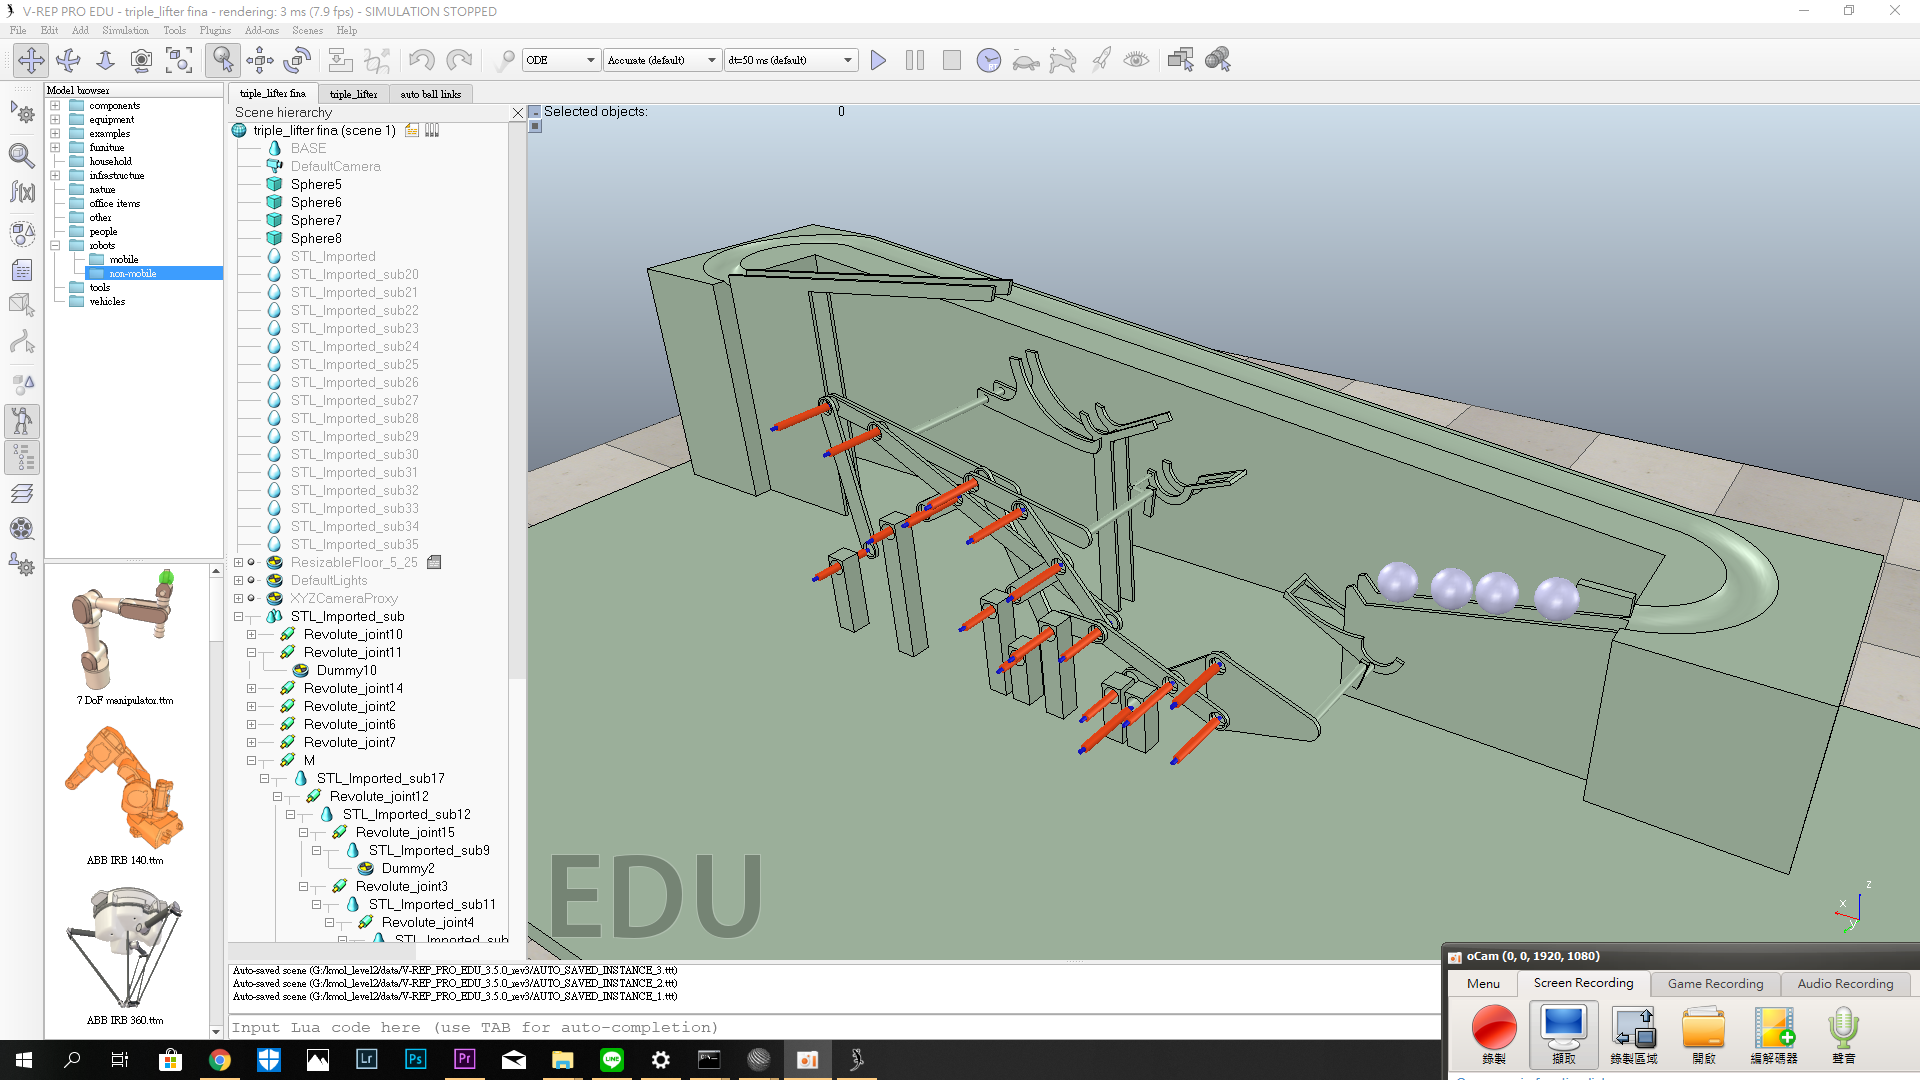 V-REP PRO EDU - triple_lifter fina - rendering: 3 ms (7.9 fps) - SIMULATION STOPPED
File Edit Add Simulation Tools Plugins Add-ons Scenes Help
ODE Accurate (default) dt=50 ms (default)
Model browser
components
equipment
examples
furniture
household
infrastructure
nature
office items
other
people
robots
mobile
non-mobile
tools
vehicles
7 DoF manipulator.ttm
ABB IRB 140.ttm
ABB IRB 360.ttm
triple_lifter fina triple_lifter auto ball links
Scene hierarchy
triple_lifter fina (scene 1)
BASE
DefaultCamera
Sphere5
Sphere6
Sphere7
Sphere8
STL_Imported
STL_Imported_sub20
STL_Imported_sub21
STL_Imported_sub22
STL_Imported_sub23
STL_Imported_sub24
STL_Imported_sub25
STL_Imported_sub26
STL_Imported_sub27
STL_Imported_sub28
STL_Imported_sub29
STL_Imported_sub30
STL_Imported_sub31
STL_Imported_sub32
STL_Imported_sub33
STL_Imported_sub34
STL_Imported_sub35
ResizableFloor_5_25
DefaultLights
XYZCameraProxy
STL_Imported_sub
Revolute_joint10
Revolute_joint11
Dummy10
Revolute_joint14
Revolute_joint2
Revolute_joint6
Revolute_joint7
M
STL_Imported_sub17
Revolute_joint12
STL_Imported_sub12
Revolute_joint15
STL_Imported_sub9
Dummy2
Revolute_joint3
STL_Imported_sub11
Revolute_joint4
STL_Imported_sub
Selected objects: 0
EDU
z
x
y
Auto-saved scene (G:/kmol_level2/data/V-REP_PRO_EDU_3.5.0_rev3/AUTO_SAVED_INSTANCE_3.ttt)
Auto-saved scene (G:/kmol_level2/data/V-REP_PRO_EDU_3.5.0_rev3/AUTO_SAVED_INSTANCE_2.ttt)
Auto-saved scene (G:/kmol_level2/data/V-REP_PRO_EDU_3.5.0_rev3/AUTO_SAVED_INSTANCE_1.ttt)
Input Lua code here (use TAB for auto-completion)
oCam (0, 0, 1920, 1080)
Menu Screen Recording Game Recording Audio Recording
錄製 擷取 錄製區域 開啟 編解碼器 聲音
f(x)
Lr Ps Pr LINE